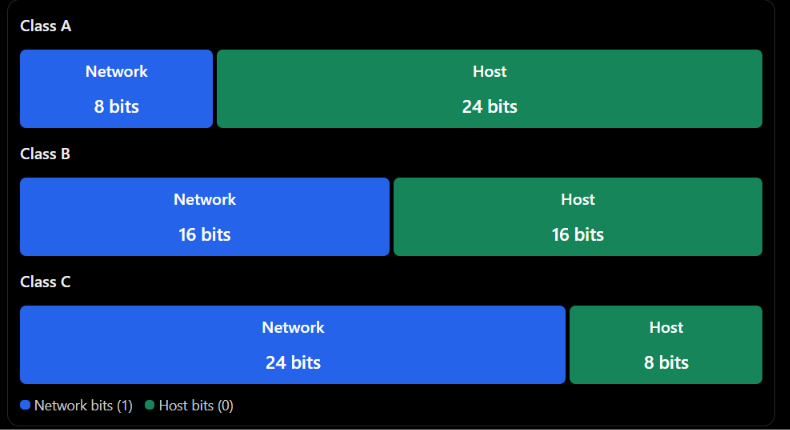 Class A
Network Host
8 bits 24 bits
Class B
Network Host
16 bits 16 bits
Class C
Network Host
24 bits 8 bits
Network bits (1) Host bits (0)